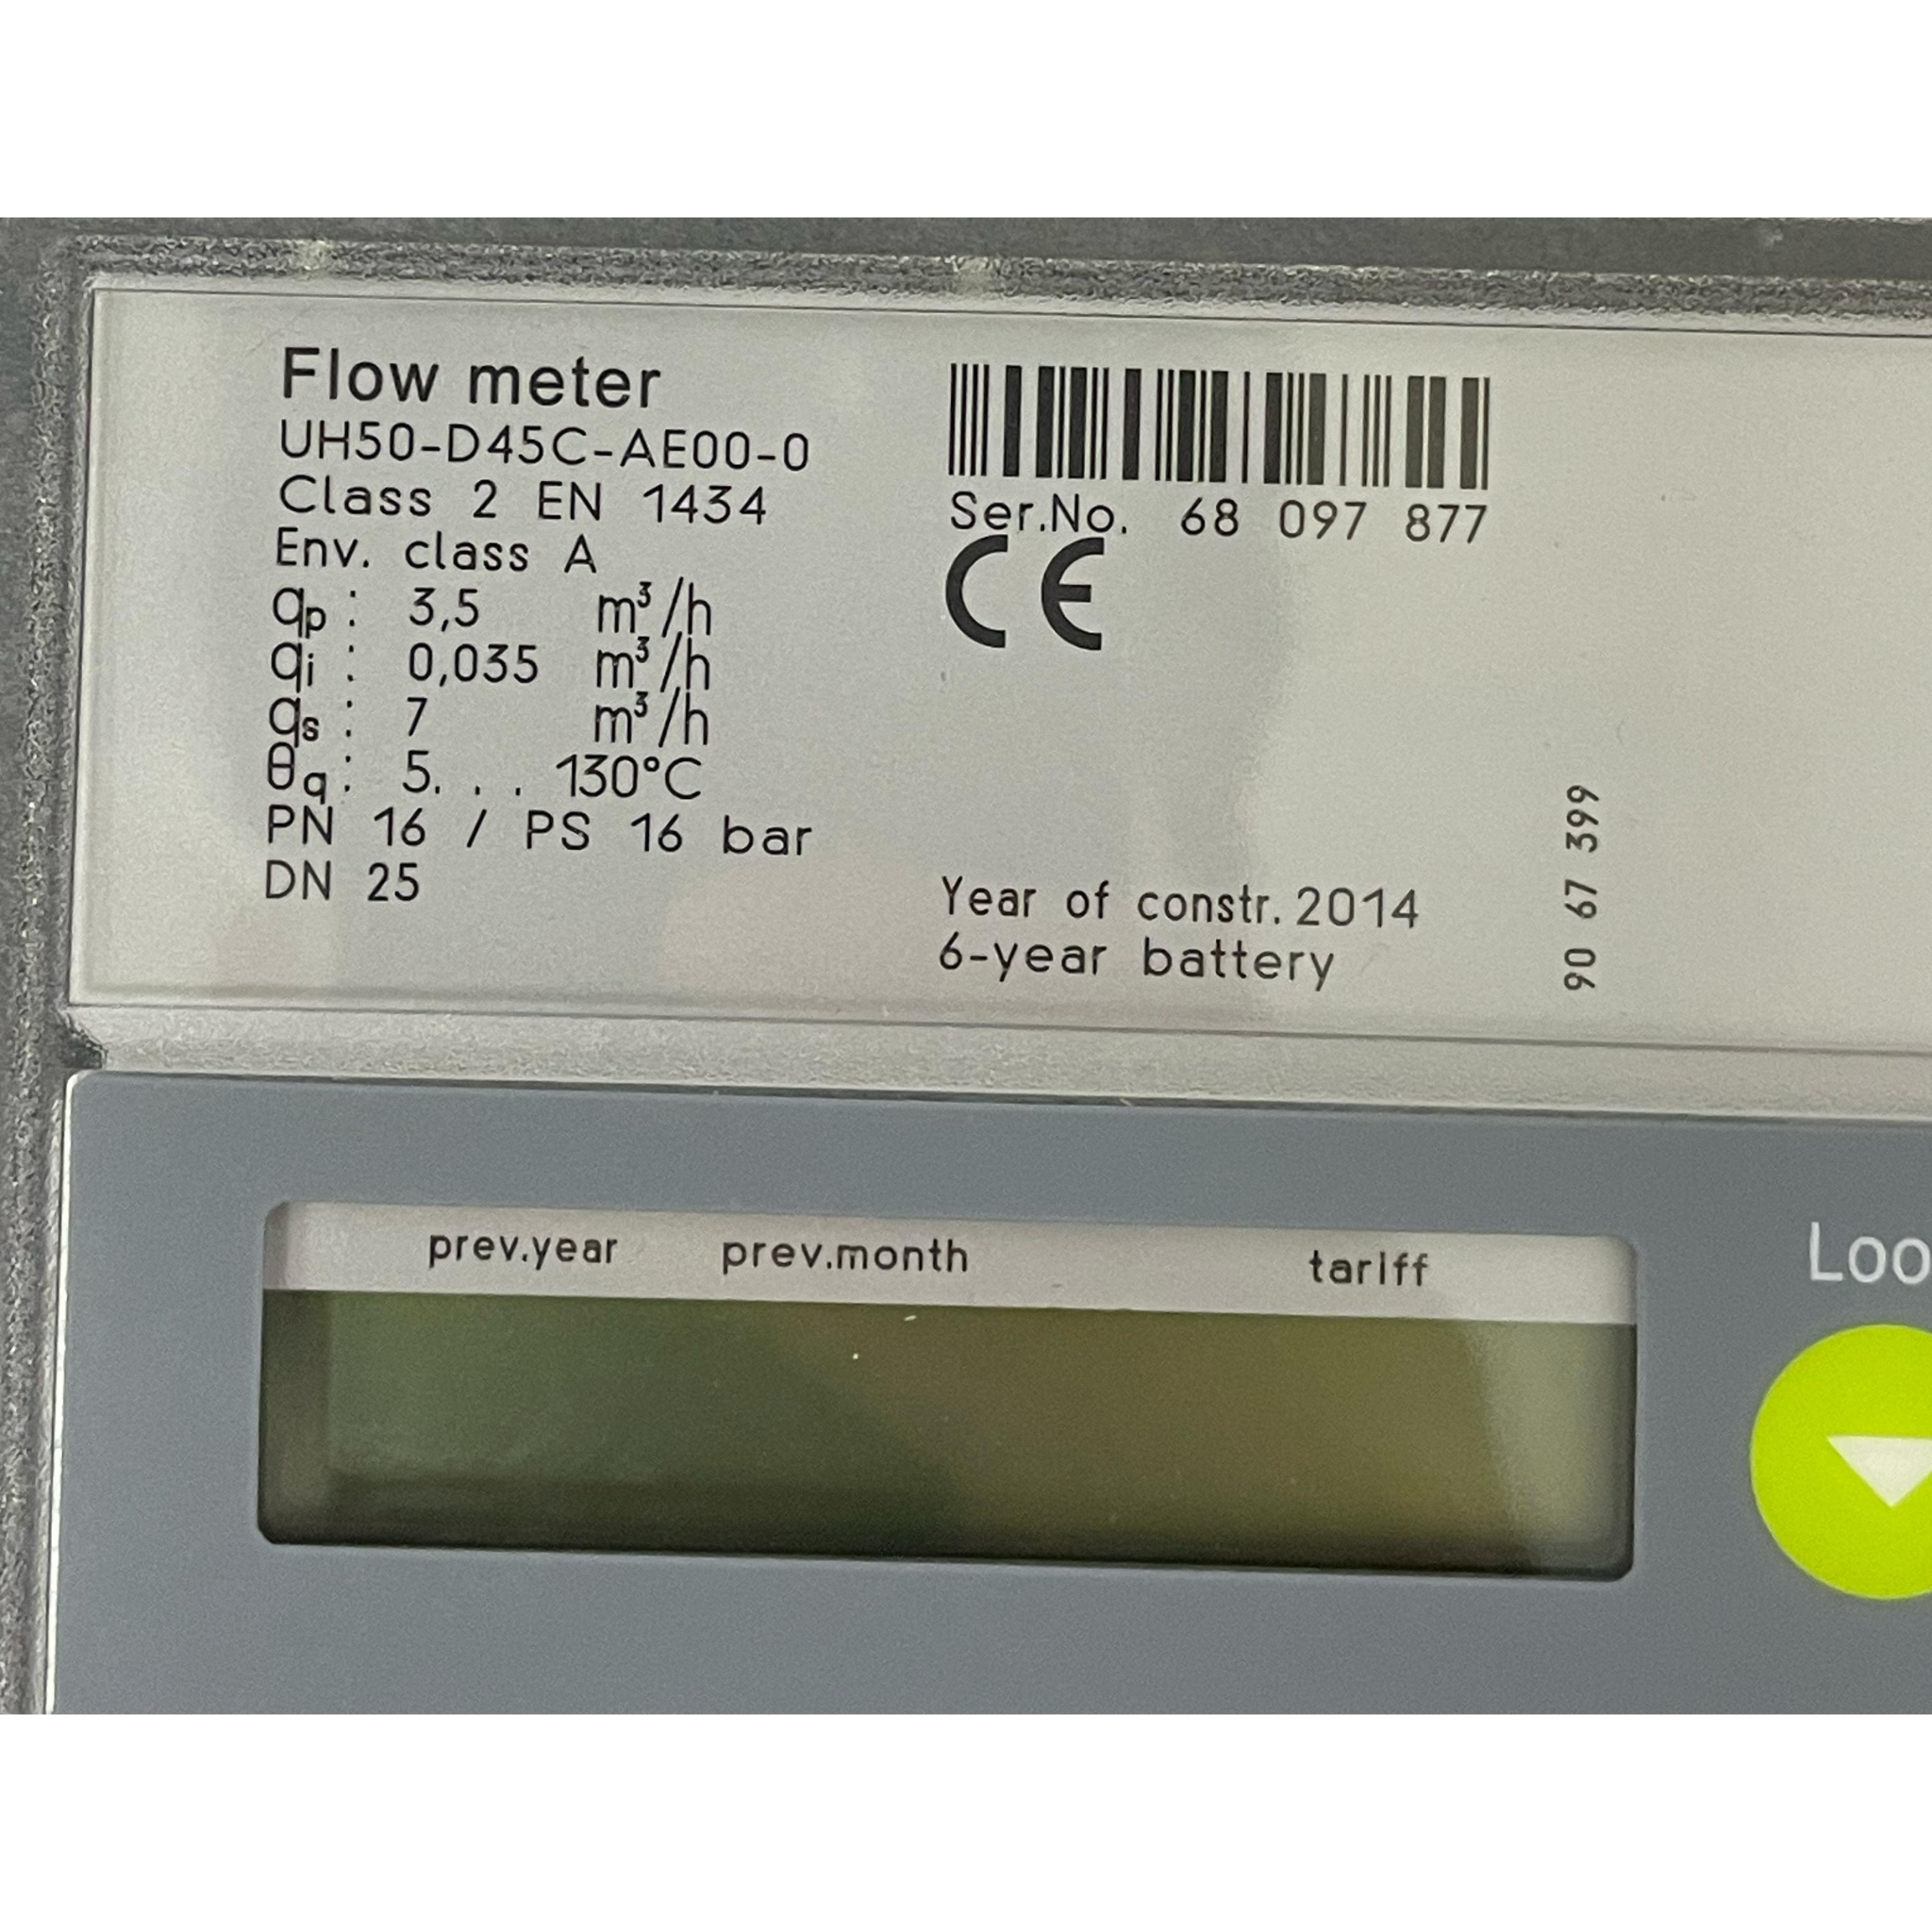 Flow meter
UH50-D45C-AE00-0
Class 2 EN 1434
Env. class A
qp : 3,5 m³/h
qi : 0,035 m³/h
qs : 7 m³/h
θq : 5. . . 130°C
PN 16 / PS 16 bar
DN 25
Ser.No. 68 097 877
CE
Year of constr. 2014
6-year battery
90 67 399
prev.year prev.month tariff
Loo